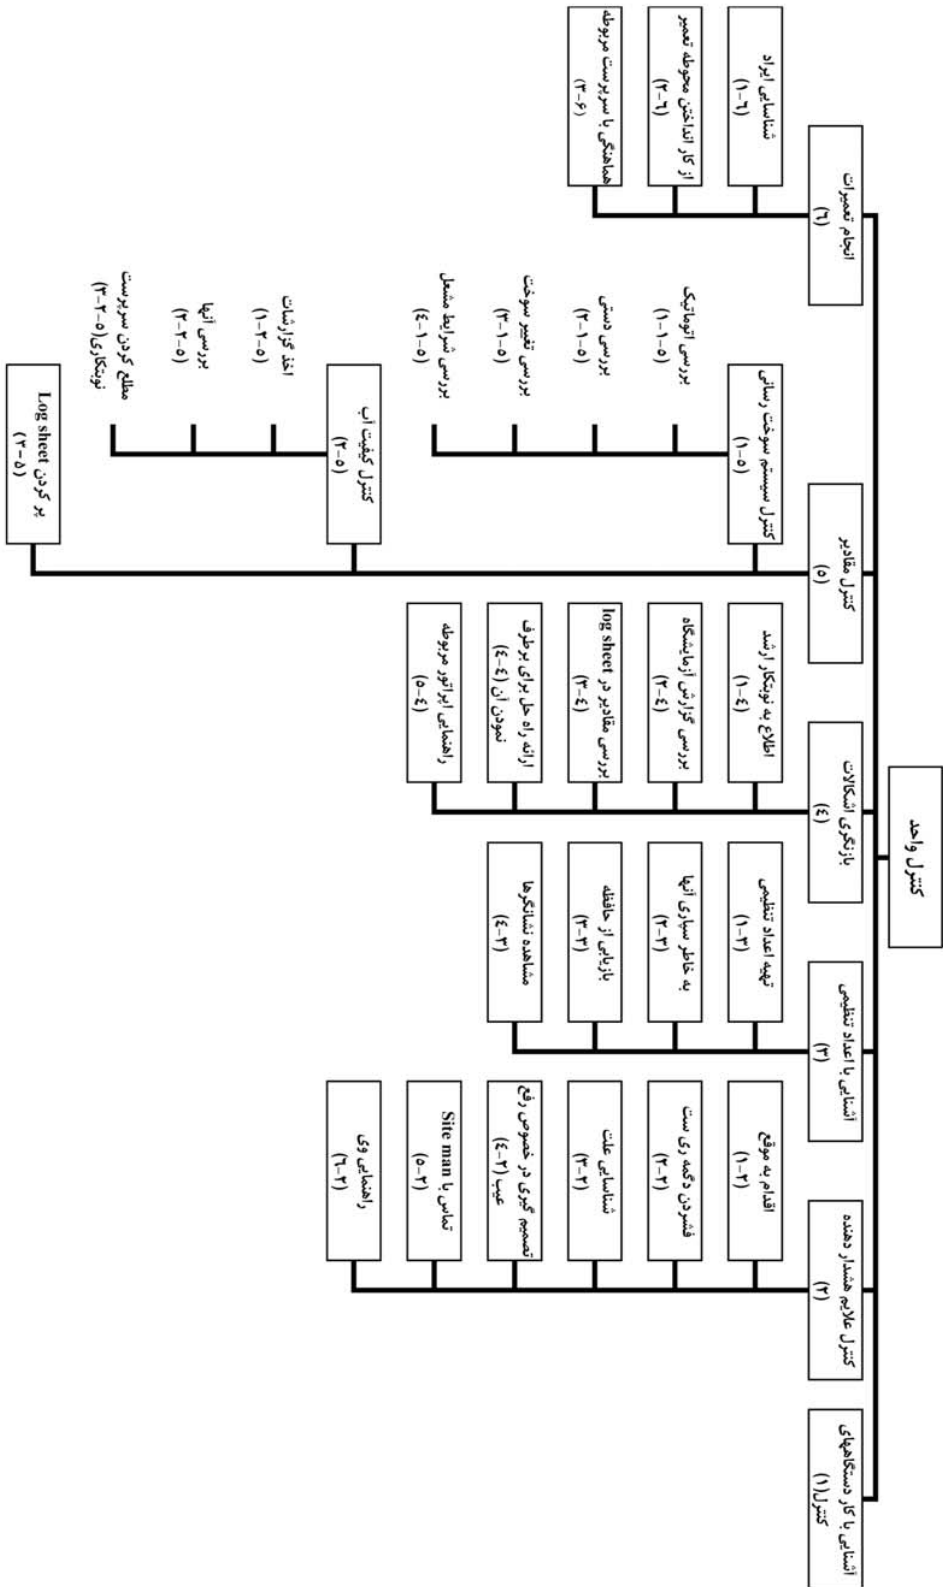 کنترل واحد
آشنایی با کار دستگاههای
کنترل(۱)
کنترل علایم هشدار دهنده
(۲)
اقدام به موقع
(۱-۲)
فشردن دگمه ری ست
(۲-۲)
شناسایی علت
(۳-۲)
تصمیم گیری در خصوص رفع
عیب (۴-۲)
تماس با Site man
(۵-۲)
راهنمایی وی
(۶-۲)
آشنایی با اعداد تنظیمی
(۳)
تهیه اعداد تنظیمی
(۱-۳)
به خاطر سپاری آنها
(۲-۳)
بازیابی از حافظه
(۳-۳)
مشاهده نشانگرها
(۴-۳)
بازنگری اشکالات
(۴)
اطلاع به نوبتکار ارشد
(۱-۴)
بررسی گزارش آزمایشگاه
(۲-۴)
بررسی مقادیر در log sheet
(۳-۴)
ارائه راه حل برای برطرف
نمودن آن (۴-۴)
راهنمایی اپراتور مربوطه
(۵-۴)
کنترل مقادیر
(۵)
کنترل سیستم سوخت رسانی
(۱-۵)
بررسی اتوماتیک
(۱-۱-۵)
بررسی دستی
(۲-۱-۵)
بررسی تغییر سوخت
(۳-۱-۵)
بررسی شرایط مشعل
(۴-۱-۵)
کنترل کیفیت آب
(۲-۵)
اخذ گزارشات
(۱-۲-۵)
بررسی آنها
(۲-۲-۵)
مطلع کردن سرپرست
نوبتکاری(۳-۲-۵)
پر کردن Log sheet
(۳-۵)
انجام تعمیرات
(۶)
شناسایی ایراد
(۱-۶)
از کار انداختن محوطه تعمیر
(۲-۶)
هماهنگی با سرپرست مربوطه
(۳-۶)